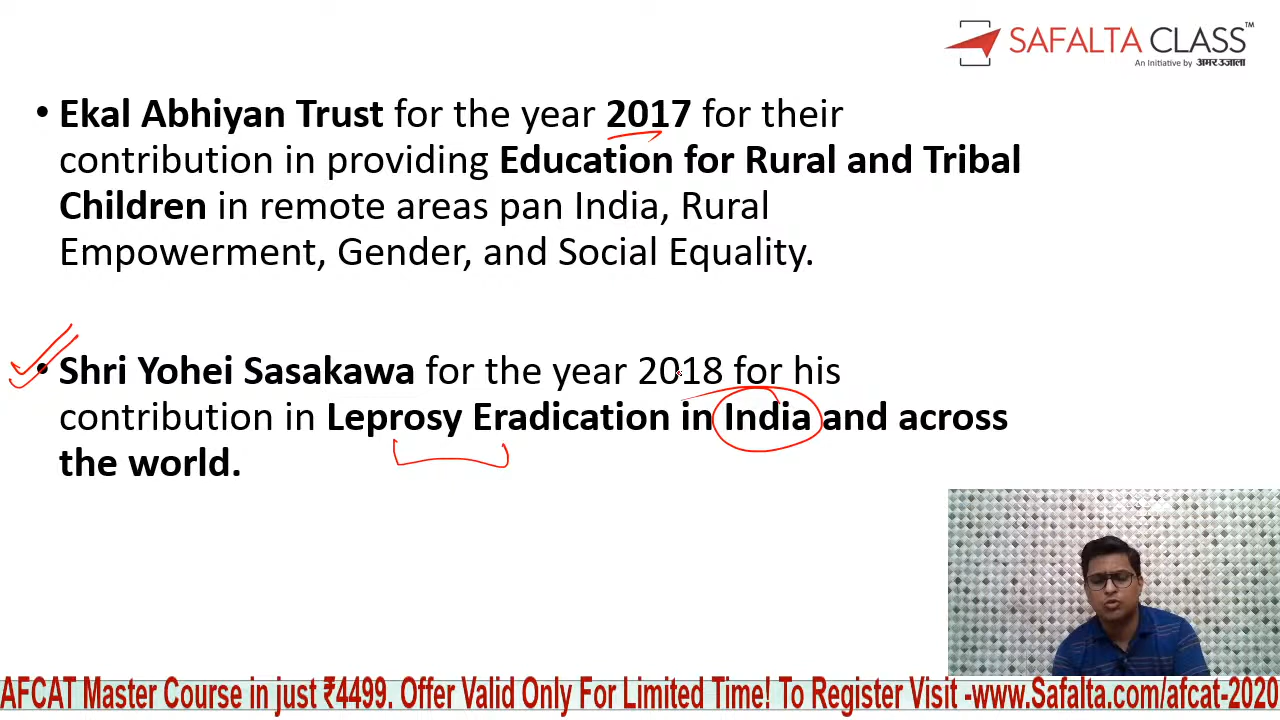 SAFALTA CLASS™
An Initiative by अमर उजाला
• Ekal Abhiyan Trust for the year 2017 for their
contribution in providing Education for Rural and Tribal
Children in remote areas pan India, Rural
Empowerment, Gender, and Social Equality.
• Shri Yohei Sasakawa for the year 2018 for his
contribution in Leprosy Eradication in India and across
the world.
AFCAT Master Course in just ₹4499. Offer Valid Only For Limited Time! To Register Visit -www.Safalta.com/afcat-2020